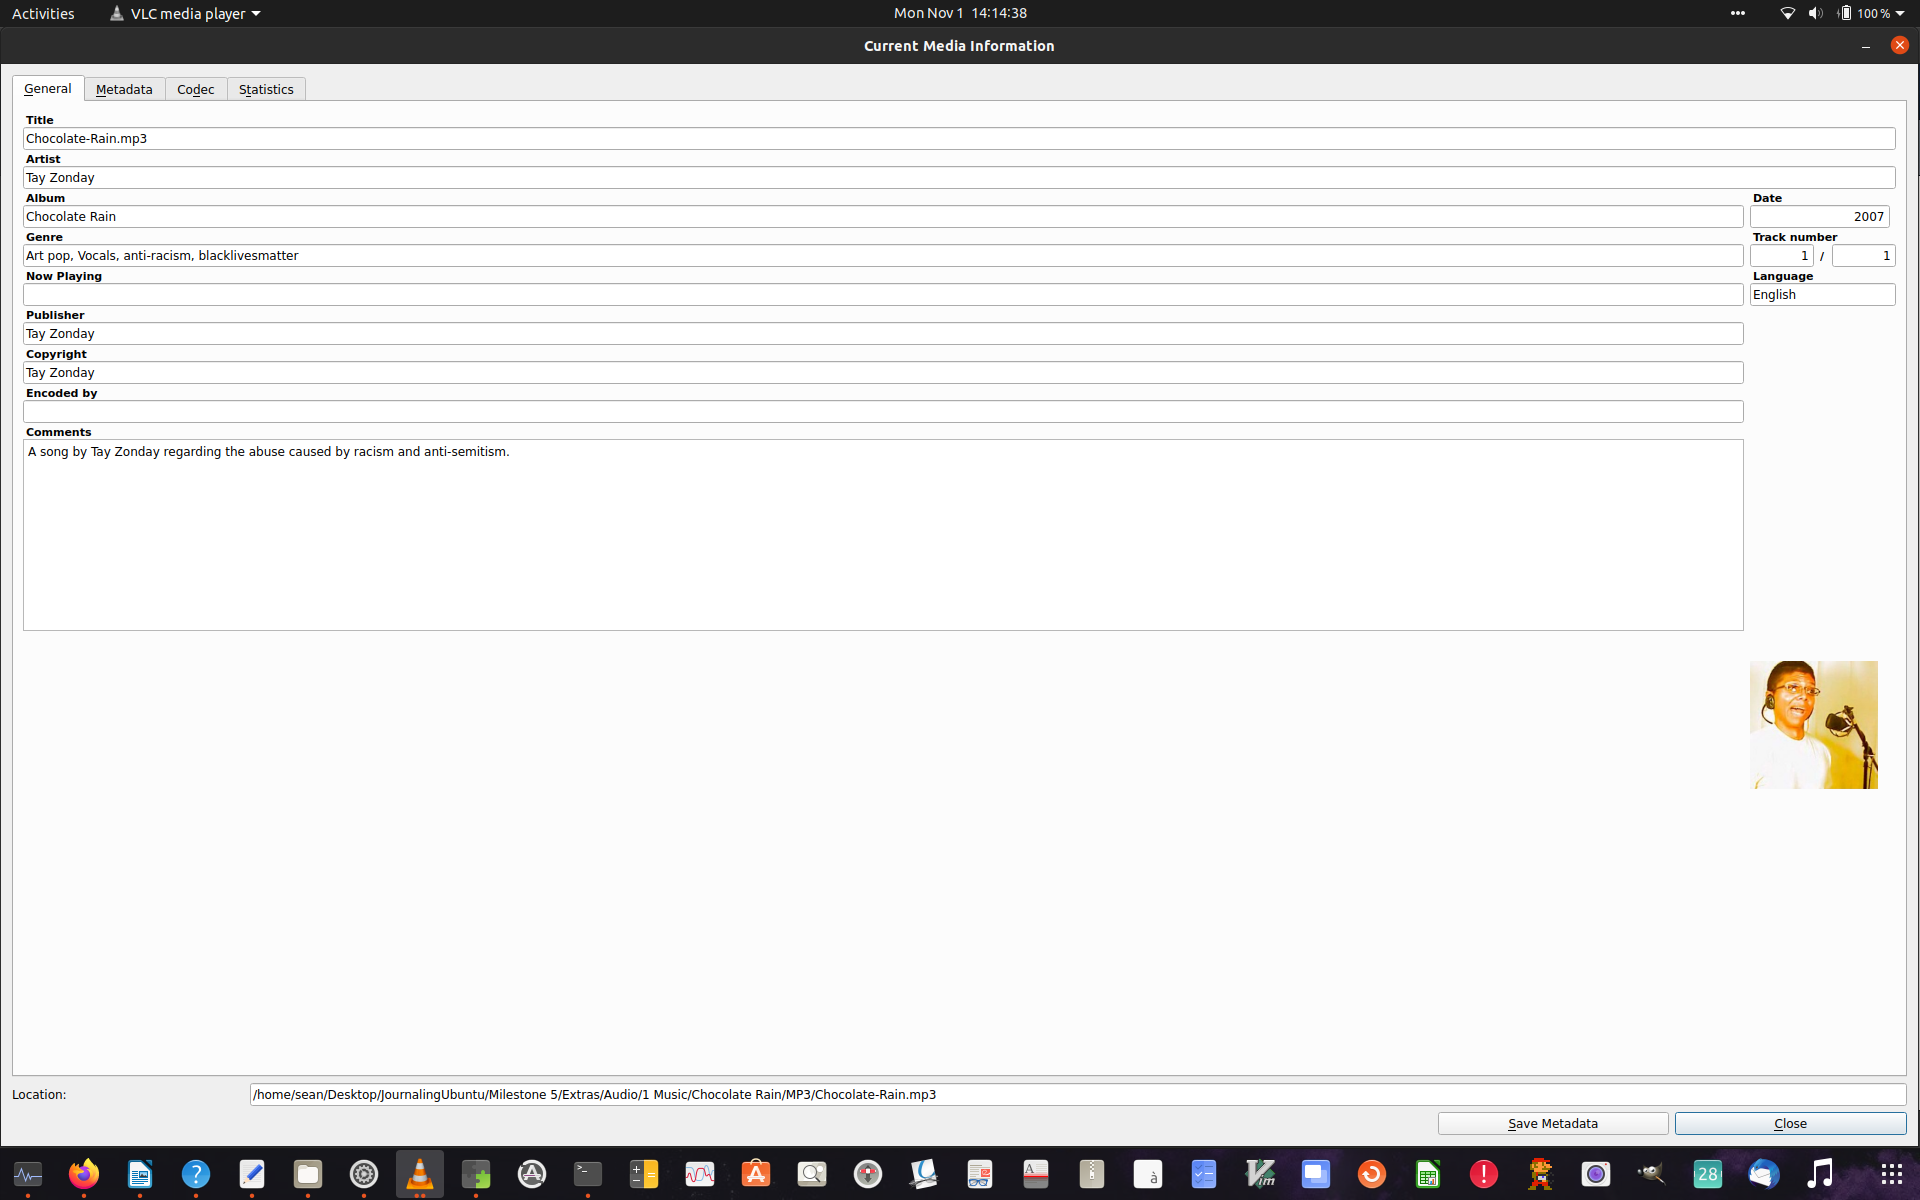 Activities VLC media player Mon Nov 1 14:14:38 100 %
Current Media Information
General Metadata Codec Statistics
Title
Chocolate-Rain.mp3
Artist
Tay Zonday
Album Date
Chocolate Rain 2007
Genre Track number
Art pop, Vocals, anti-racism, blacklivesmatter 1 / 1
Now Playing Language
English
Publisher
Tay Zonday
Copyright
Tay Zonday
Encoded by
Comments
A song by Tay Zonday regarding the abuse caused by racism and anti-semitism.
Location: /home/sean/Desktop/JournalingUbuntu/Milestone 5/Extras/Audio/1 Music/Chocolate Rain/MP3/Chocolate-Rain.mp3
Save Metadata Close
28